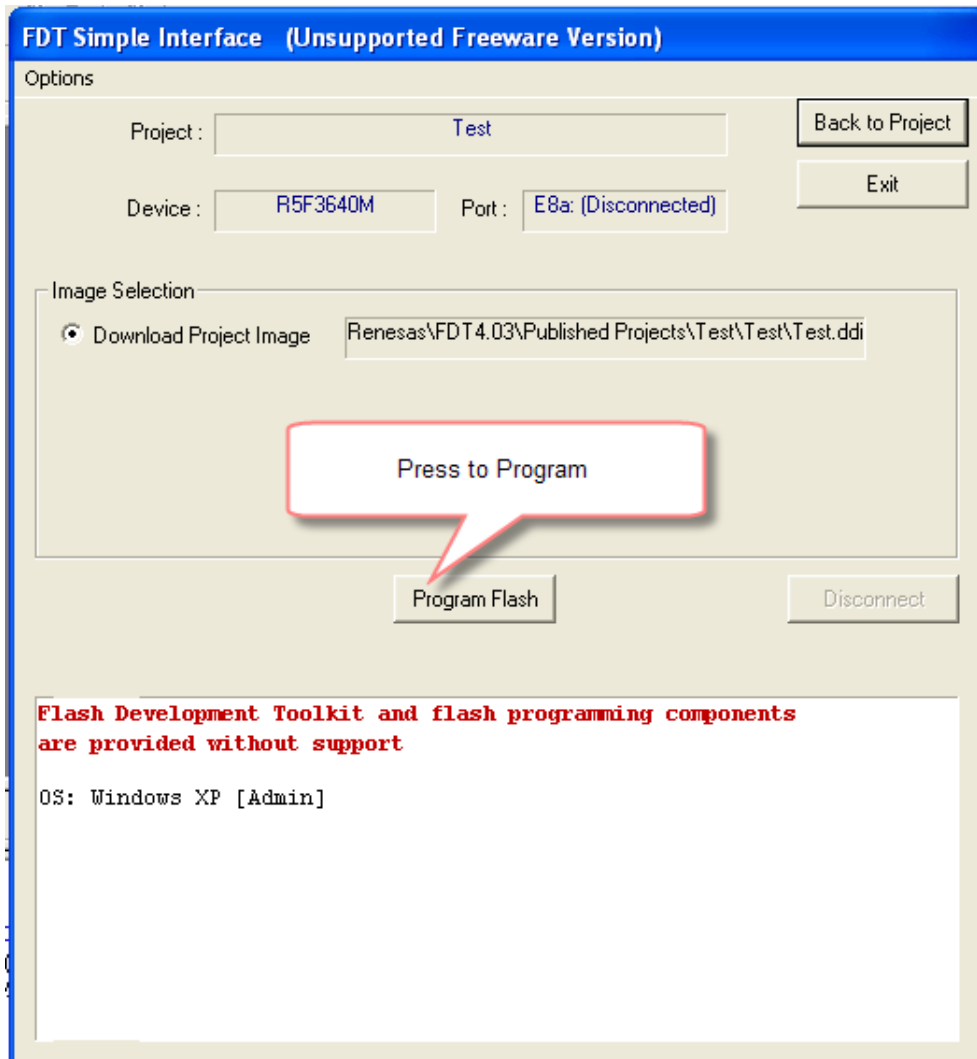 FDT Simple Interface (Unsupported Freeware Version)
Options
Project : Test
Back to Project
Exit
Device : R5F3640M Port : E8a: (Disconnected)
Image Selection
Download Project Image Renesas\FDT4.03\Published Projects\Test\Test\Test.ddi
Press to Program
Program Flash
Disconnect
Flash Development Toolkit and flash programming components
are provided without support
OS: Windows XP [Admin]